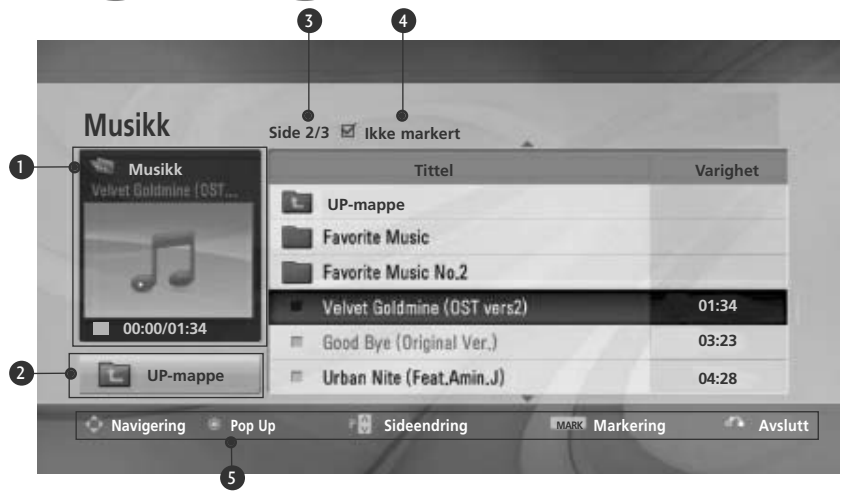 3 4
Musikk
Side 2/3 Ikke markert
1
Musikk
Velvet Goldmine (OST...
00:00/01:34
2
UP-mappe
Tittel Varighet
UP-mappe
Favorite Music
Favorite Music No.2
Velvet Goldmine (OST vers2) 01:34
Good Bye (Original Ver.) 03:23
Urban Nite (Feat.Amin.J) 04:28
Navigering Pop Up P Sideendring MARK Markering Avslutt
5